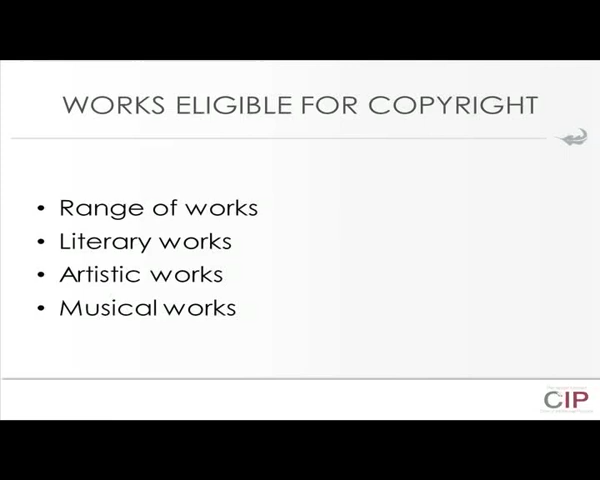 WORKS ELIGIBLE FOR COPYRIGHT
• Range of works
• Literary works
• Artistic works
• Musical works
CIP